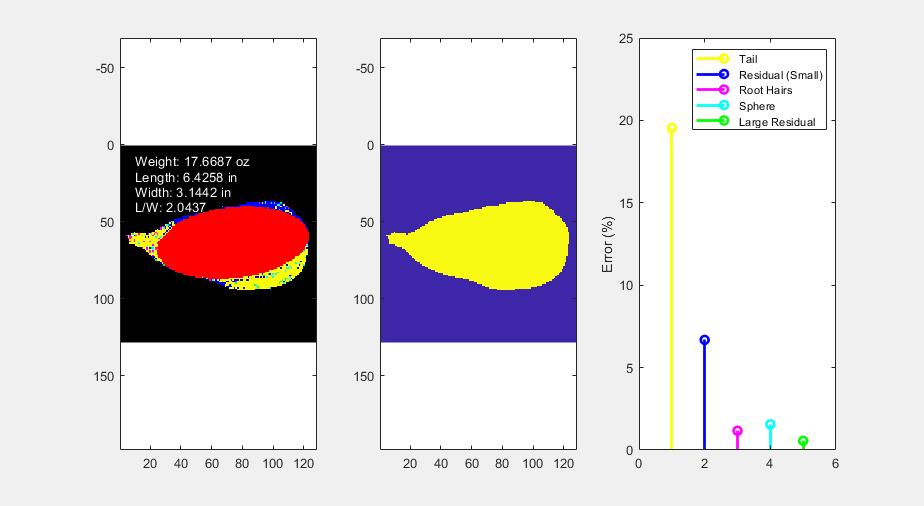 -50
0
50
100
150
20 40 60 80 100 120
Weight: 17.6687 oz
Length: 6.4258 in
Width: 3.1442 in
L/W: 2.0437
-50
0
50
100
150
20 40 60 80 100 120
Error (%)
25
20
15
10
5
0
0 2 4 6
Tail
Residual (Small)
Root Hairs
Sphere
Large Residual